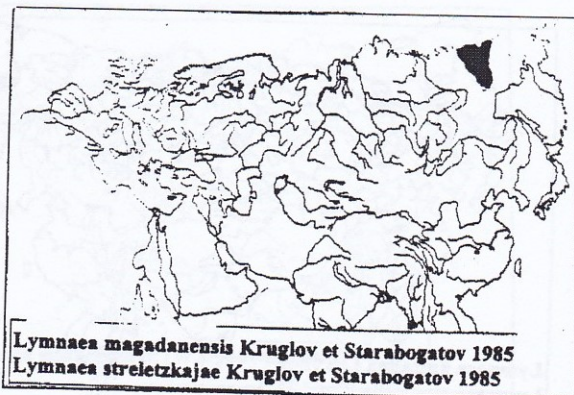 Lymnaea magadanensis Kruglov et Starabogatov 1985
Lymnaea streletzkajae Kruglov et Starabogatov 1985